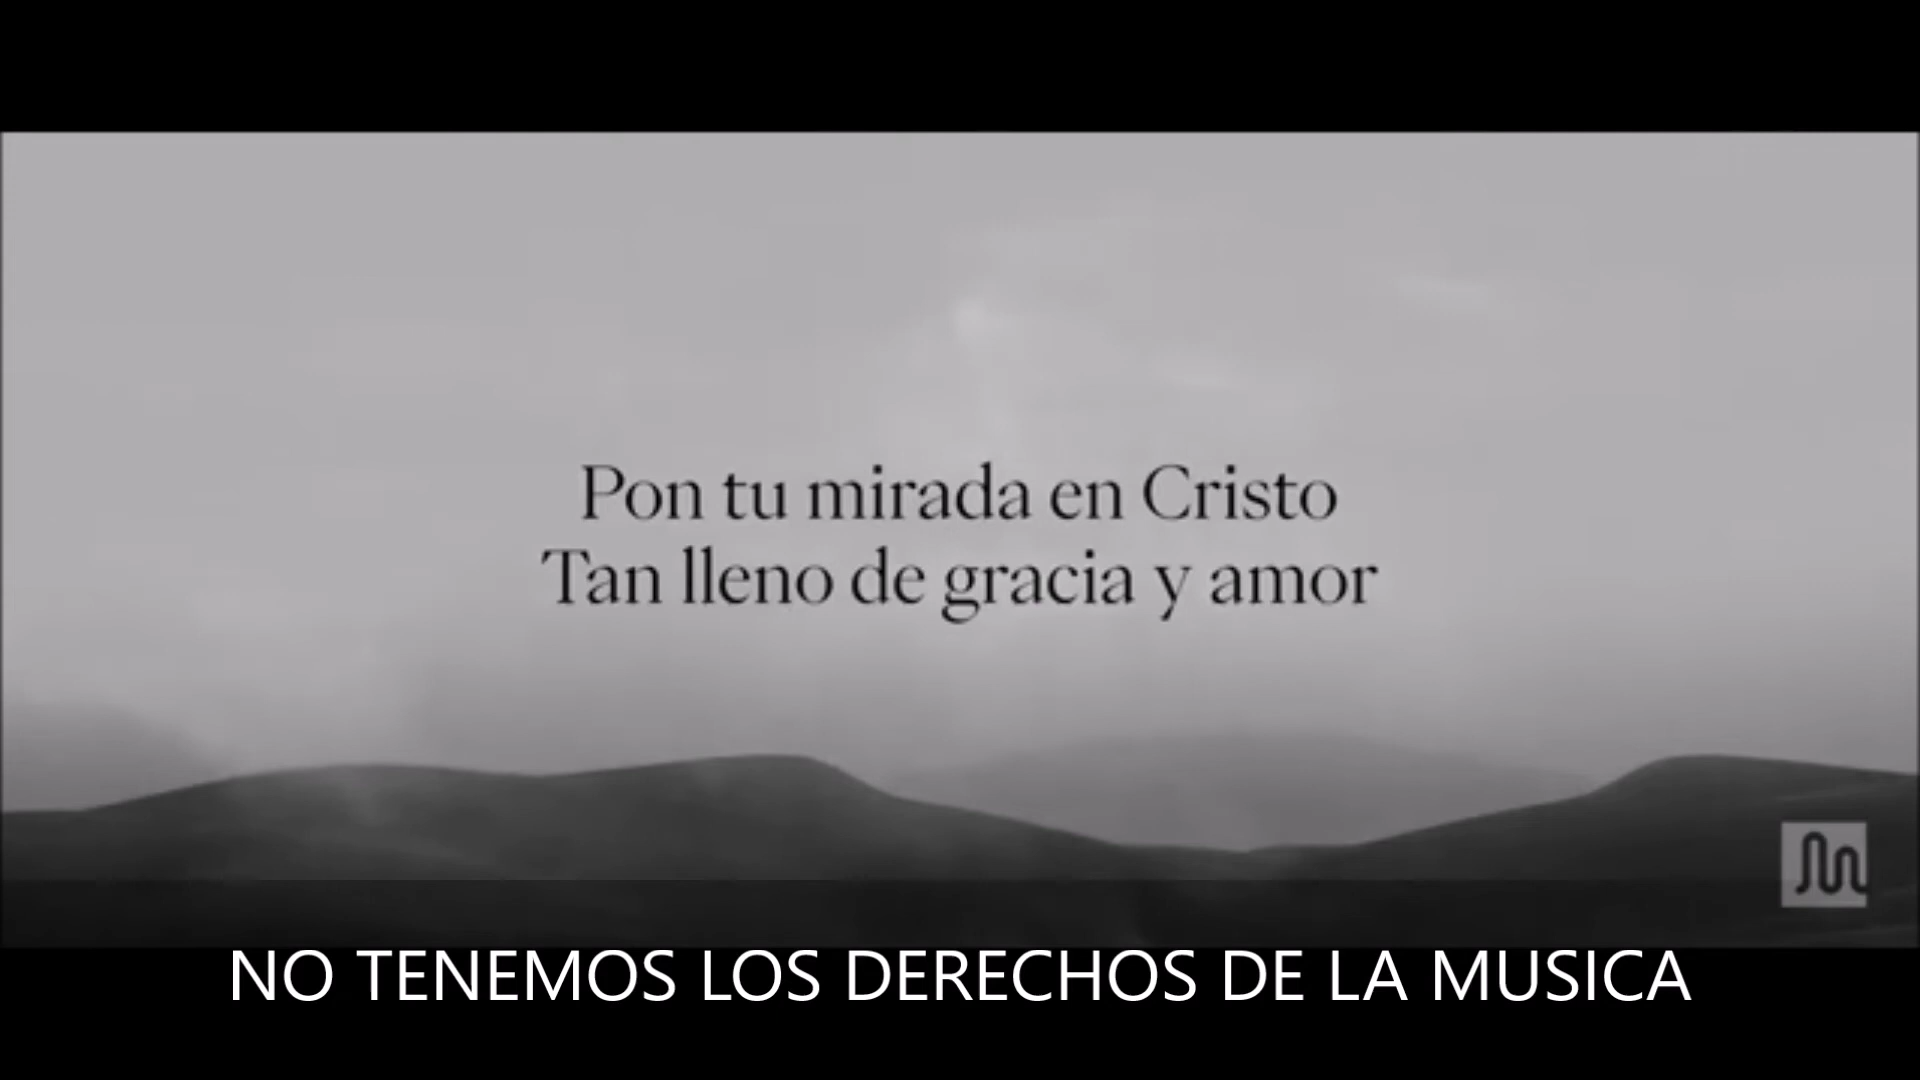 Pon tu mirada en Cristo
Tan lleno de gracia y amor
NO TENEMOS LOS DERECHOS DE LA MUSICA